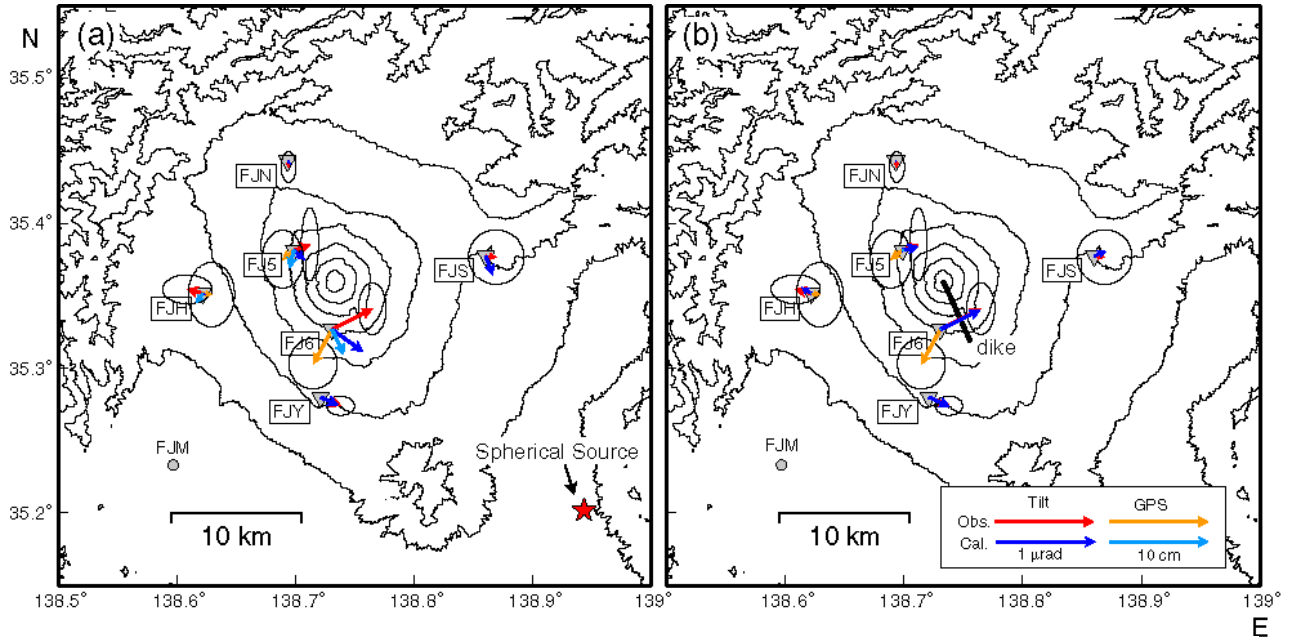 N
(a)
35.5°
35.4°
35.3°
35.2°
FJN
FJ5
FJS
FJH
FJ6
FJY
FJM
Spherical Source
10 km
138.5° 138.6° 138.7° 138.8° 138.9° 139°
(b)
FJN
FJ5
FJS
FJH
FJ6
dike
FJY
FJM
10 km
Tilt GPS
Obs.
Cal.
1 μrad 10 cm
138.6° 138.7° 138.8° 138.9° 139°
E